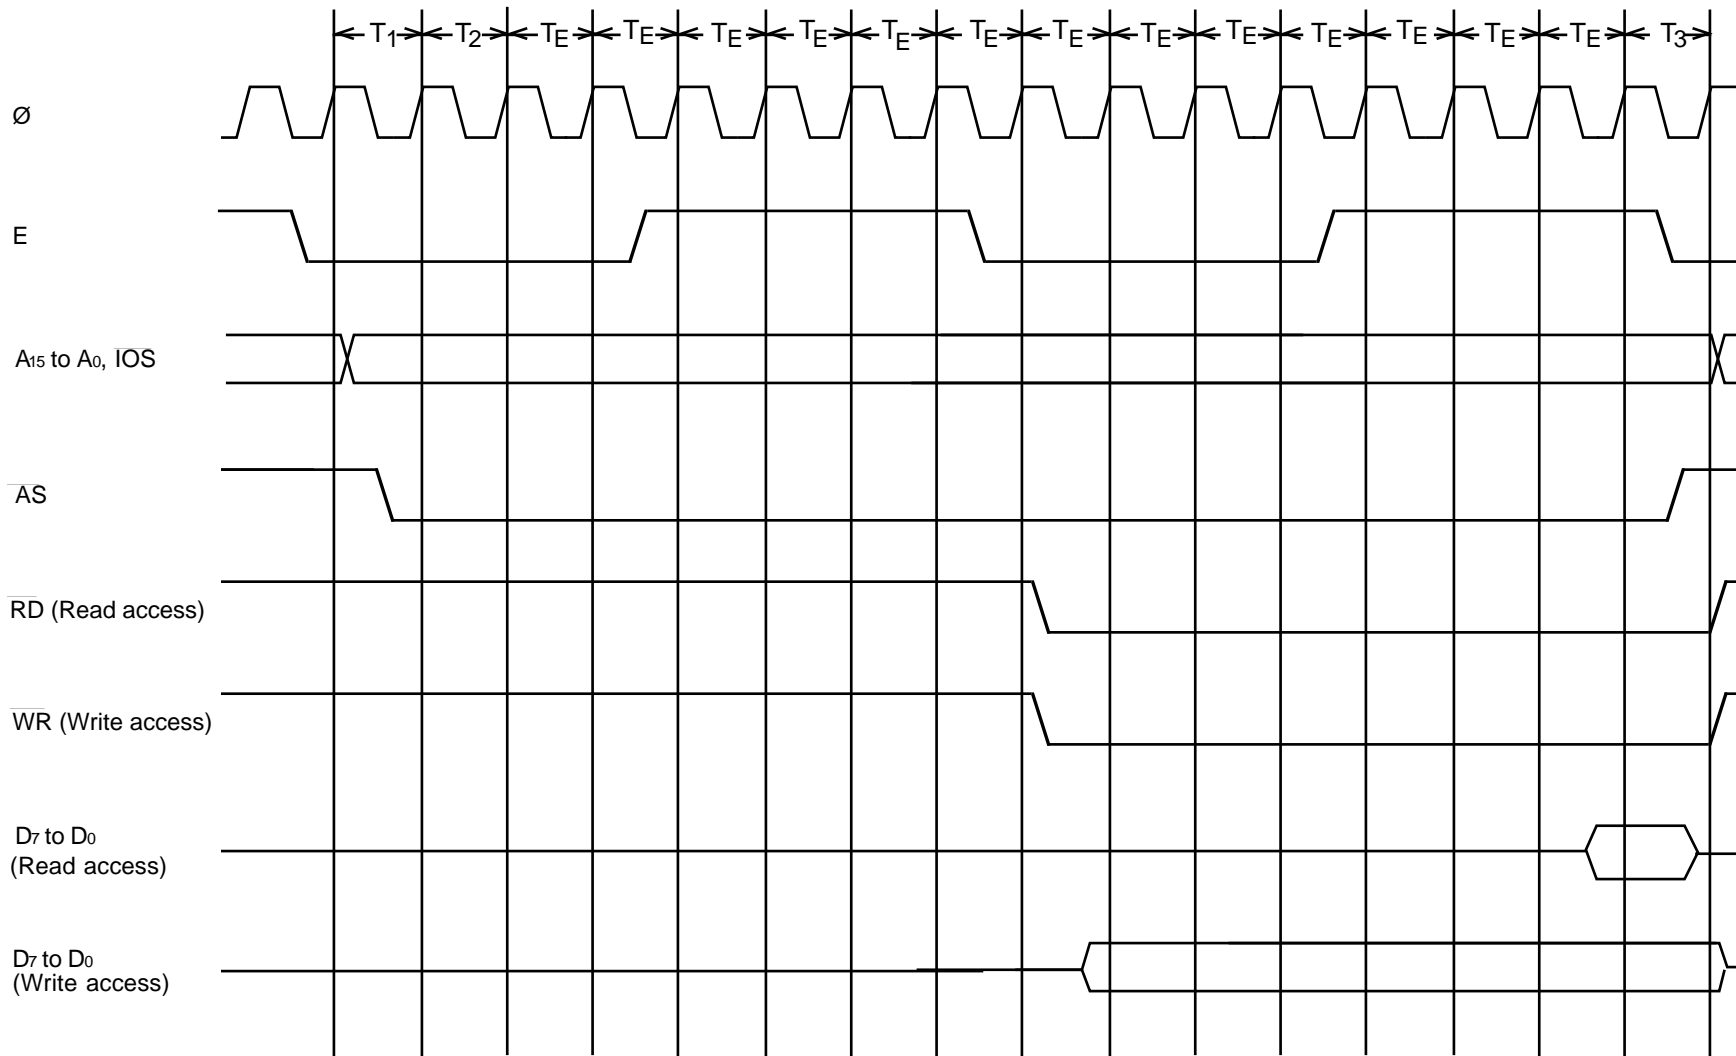 T1 T2 TE TE TE TE TE TE TE TE TE TE TE TE TE T3
Ø
E
A15 to A0, IOS
AS
RD (Read access)
WR (Write access)
D7 to D0
(Read access)
D7 to D0
(Write access)